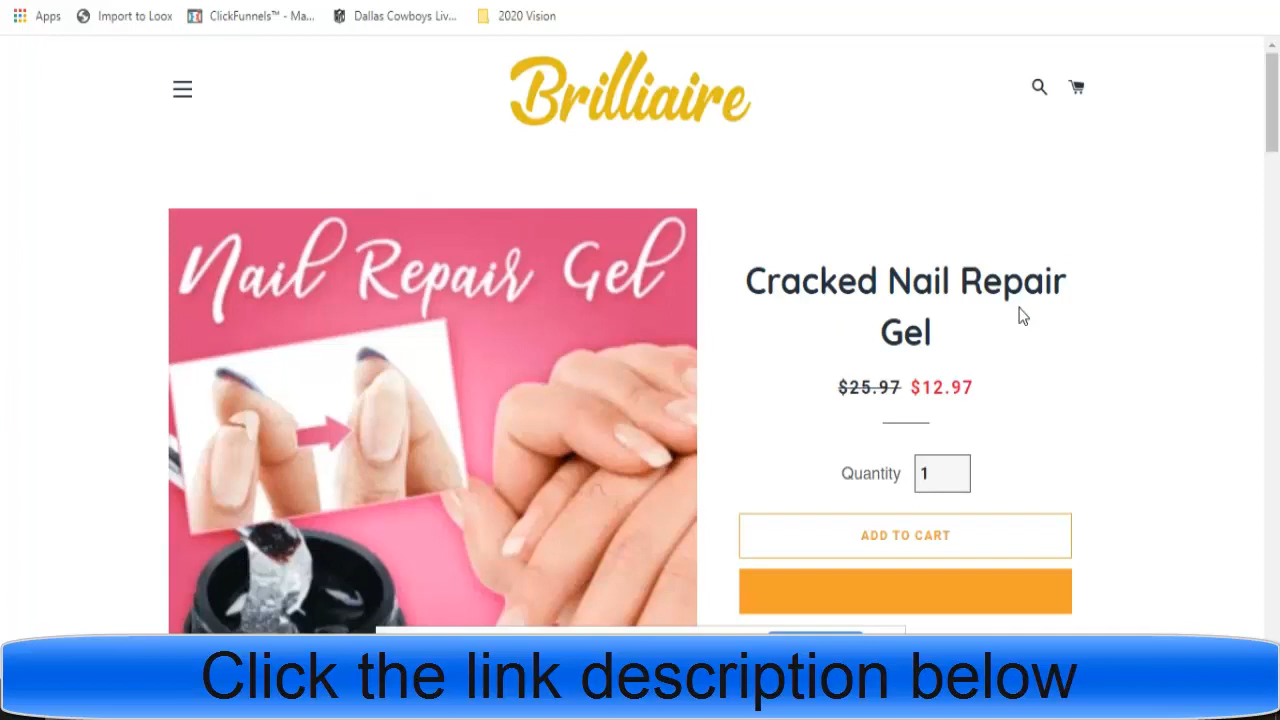 Apps Import to Loox ClickFunnels™ - Ma... Dallas Cowboys Liv... 2020 Vision
Brilliaire
Nail Repair Gel
Cracked Nail Repair
Gel
$25.97 $12.97
Quantity 1
ADD TO CART
Click the link description below